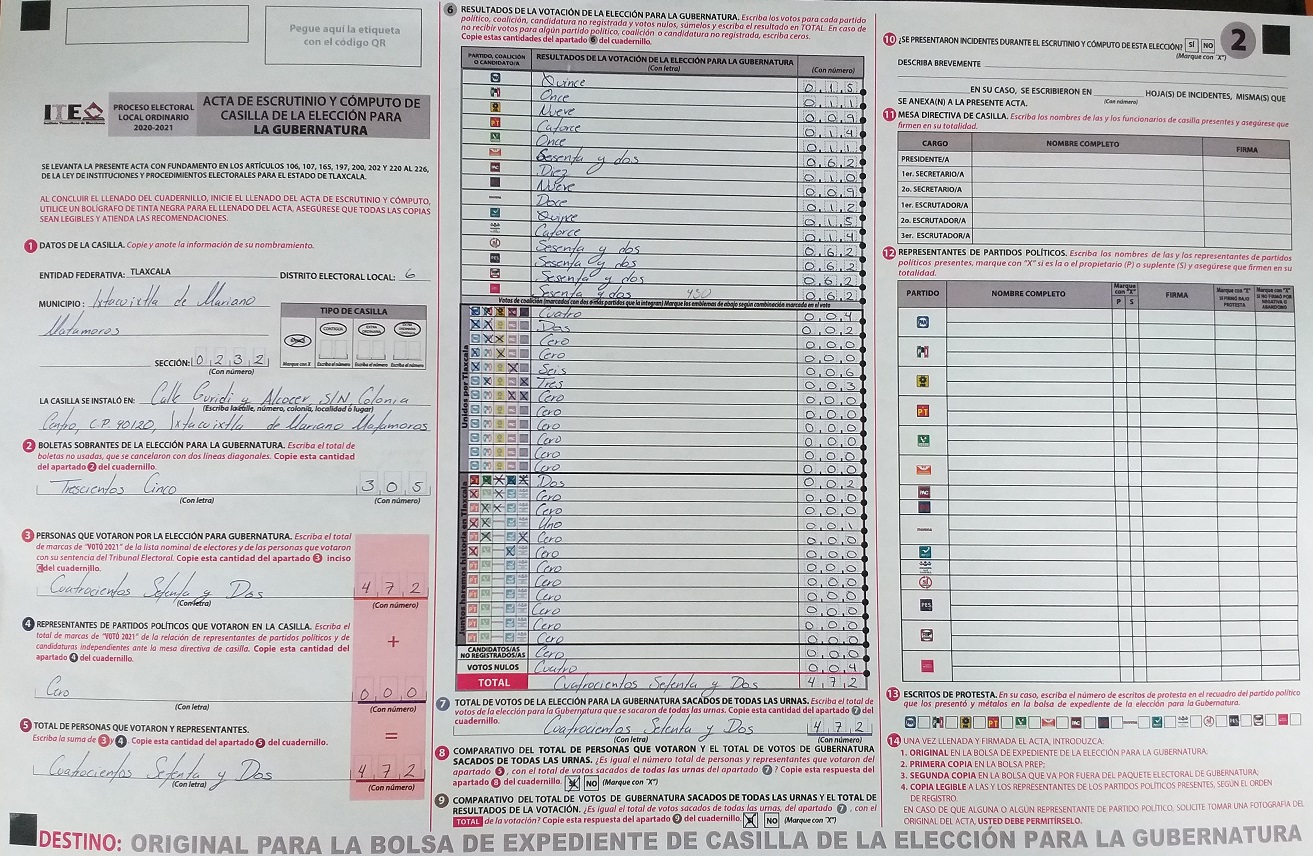 Pegue aquí la etiqueta
con el código QR
ITE
PROCESO ELECTORAL
LOCAL ORDINARIO
2020-2021
ACTA DE ESCRUTINIO Y CÓMPUTO DE
CASILLA DE LA ELECCIÓN PARA
LA GUBERNATURA
SE LEVANTA LA PRESENTE ACTA CON FUNDAMENTO EN LOS ARTÍCULOS 106, 107, 165, 197, 200, 202 Y 220 AL 226,
DE LA LEY DE INSTITUCIONES Y PROCEDIMIENTOS ELECTORALES PARA EL ESTADO DE TLAXCALA.
AL CONCLUIR EL LLENADO DEL CUADERNILLO, INICIE EL LLENADO DEL ACTA DE ESCRUTINIO Y CÓMPUTO,
UTILICE UN BOLÍGRAFO DE TINTA NEGRA PARA EL LLENADO DEL ACTA, ASEGÚRESE QUE TODAS LAS COPIAS
SEAN LEGIBLES Y ATIENDA LAS RECOMENDACIONES.
1 DATOS DE LA CASILLA. Copie y anote la información de su nombramiento.
ENTIDAD FEDERATIVA: TLAXCALA DISTRITO ELECTORAL LOCAL: 6
MUNICIPIO: Ixtacuixtla de Mariano
Matamoros
TIPO DE CASILLA
CONTIGUA
Marque con X Escriba el número Escriba el número Escriba el número
SECCIÓN: 0 2 3 2
(Con número)
LA CASILLA SE INSTALÓ EN: Calle Guridi y Alcocer, S/N, Colonia
(Escriba la calle, número, colonia, localidad o lugar)
Centro, C.P. 90120, Ixtacuixtla de Mariano Matamoros
2 BOLETAS SOBRANTES DE LA ELECCIÓN PARA LA GUBERNATURA. Escriba el total de
boletas no usadas, que se cancelaron con dos líneas diagonales. Copie esta cantidad
del apartado 2 del cuadernillo.
Trescientos Cinco 3 0 5
(Con letra) (Con número)
3 PERSONAS QUE VOTARON POR LA ELECCIÓN PARA GUBERNATURA. Escriba el total
de marcas de "VOTÓ 2021" de la lista nominal de electores y de las personas que votaron
con su sentencia del Tribunal Electoral. Copie esta cantidad del apartado 3 inciso
C del cuadernillo.
Cuatrocientos Setenta y Dos 4 7 2
(Con letra) (Con número)
4 REPRESENTANTES DE PARTIDOS POLÍTICOS QUE VOTARON EN LA CASILLA. Escriba el
total de marcas de "VOTÓ 2021" de la relación de representantes de partidos políticos y de
candidaturas independientes ante la mesa directiva de casilla. Copie esta cantidad del
apartado 4 del cuadernillo.
+
Cero 0 0 0
(Con letra) (Con número)
5 TOTAL DE PERSONAS QUE VOTARON Y REPRESENTANTES.
Escriba la suma de 3 y 4. Copie esta cantidad del apartado 5 del cuadernillo.
=
Cuatrocientos Setenta y Dos 4 7 2
(Con letra) (Con número)
6 RESULTADOS DE LA VOTACIÓN DE LA ELECCIÓN PARA LA GUBERNATURA. Escriba los votos para cada partido
político, coalición, candidatura no registrada y votos nulos, súmelos y escriba el resultado en TOTAL. En caso de
no recibir votos para algún partido político, coalición o candidatura no registrada, escriba ceros.
Copie estas cantidades del apartado 6 del cuadernillo.
PARTIDO, COALICIÓN O CANDIDATO/A RESULTADOS DE LA VOTACIÓN DE LA ELECCIÓN PARA LA GUBERNATURA
(Con letra) (Con número)
Quince 0 1 5
Once 0 1 1
Nueve 0 0 9
Catorce 0 1 4
Once 0 1 1
Sesenta y dos 0 6 2
Diez 0 1 0
Nueve 0 0 9
morena Doce 0 1 2
Quince 0 1 5
Catorce 0 1 4
Sesenta y dos 0 6 2
PES Sesenta y dos 0 6 2
Sesenta y dos 0 6 2
Sesenta y dos 450 0 6 2
Votos de coalición (marcados con dos o más partidos que la integran) Marque los emblemas de abajo según combinación marcada en el voto
Unidos por Tlaxcala
Cuatro 0 0 4
Dos 0 0 2
Cero 0 0 0
Cero 0 0 0
Seis 0 0 6
Tres 0 0 3
Cero 0 0 0
Cero 0 0 0
Cero 0 0 0
Cero 0 0 0
Cero 0 0 0
Cero 0 0 0
Juntos haremos historia en Tlaxcala
Dos 0 0 2
Cero 0 0 0
Cero 0 0 0
Uno 0 0 1
Cero 0 0 0
Cero 0 0 0
Cero 0 0 0
Cero 0 0 0
Cero 0 0 0
Cero 0 0 0
Cero 0 0 0
Cero 0 0 0
CANDIDATOS/AS
NO REGISTRADOS/AS Cero 0 0 0
VOTOS NULOS Cuatro 0 0 4
TOTAL Cuatrocientos Setenta y Dos 4 7 2
7 TOTAL DE VOTOS DE LA ELECCIÓN PARA LA GUBERNATURA SACADOS DE TODAS LAS URNAS. Escriba el total de
votos de la elección para la Gubernatura que se sacaron de todas las urnas. Copie esta cantidad del apartado 7 del
cuadernillo.
Cuatrocientos Setenta y Dos 4 7 2
(Con letra) (Con número)
8 COMPARATIVO DEL TOTAL DE PERSONAS QUE VOTARON Y EL TOTAL DE VOTOS DE GUBERNATURA
SACADOS DE TODAS LAS URNAS. ¿Es igual el número total de personas y representantes que votaron del
apartado 5, con el total de votos sacados de todas las urnas del apartado 7? Copie esta respuesta del
apartado 8 del cuadernillo. SÍ NO (Marque con "X")
9 COMPARATIVO DEL TOTAL DE VOTOS DE GUBERNATURA SACADOS DE TODAS LAS URNAS Y EL TOTAL DE
RESULTADOS DE LA VOTACIÓN. ¿Es igual el total de votos sacados de todas las urnas, del apartado 7, con el
TOTAL de la votación? Copie esta respuesta del apartado 9 del cuadernillo. SÍ NO (Marque con "X")
10 ¿SE PRESENTARON INCIDENTES DURANTE EL ESCRUTINIO Y CÓMPUTO DE ESTA ELECCIÓN? SÍ NO
(Marque con "X")
2
DESCRIBA BREVEMENTE
EN SU CASO, SE ESCRIBIERON EN HOJA(S) DE INCIDENTES, MISMA(S) QUE
(Con número)
SE ANEXA(N) A LA PRESENTE ACTA.
11 MESA DIRECTIVA DE CASILLA. Escriba los nombres de las y los funcionarios de casilla presentes y asegúrese que
firmen en su totalidad.
CARGO NOMBRE COMPLETO FIRMA
PRESIDENTE/A
1er. SECRETARIO/A
2o. SECRETARIO/A
1er. ESCRUTADOR/A
2o. ESCRUTADOR/A
3er. ESCRUTADOR/A
12 REPRESENTANTES DE PARTIDOS POLÍTICOS. Escriba los nombres de las y los representantes de partidos
políticos presentes, marque con "X" si es la o el propietario (P) o suplente (S) y asegúrese que firmen en su
totalidad.
PARTIDO NOMBRE COMPLETO Marque con "X" P S FIRMA Marque con "X" SI FIRMÓ BAJO PROTESTA Marque con "X" SI NO FIRMÓ POR NEGATIVA O ABANDONO
PAN
PRI
PT
PAC
morena
PES
13 ESCRITOS DE PROTESTA. En su caso, escriba el número de escritos de protesta en el recuadro del partido político
que los presentó y métalos en la bolsa de expediente de la elección para la Gubernatura.
14 UNA VEZ LLENADA Y FIRMADA EL ACTA, INTRODUZCA:
1. ORIGINAL EN LA BOLSA DE EXPEDIENTE DE LA ELECCIÓN PARA LA GUBERNATURA.
2. PRIMERA COPIA EN LA BOLSA PREP;
3. SEGUNDA COPIA EN LA BOLSA QUE VA POR FUERA DEL PAQUETE ELECTORAL DE GUBERNATURA;
4. COPIA LEGIBLE A LAS Y LOS REPRESENTANTES DE LOS PARTIDOS POLÍTICOS PRESENTES, SEGÚN EL ORDEN
DE REGISTRO.
EN CASO DE QUE ALGUNA O ALGÚN REPRESENTANTE DE PARTIDO POLÍTICO, SOLICITE TOMAR UNA FOTOGRAFÍA DEL
ORIGINAL DEL ACTA, USTED DEBE PERMITÍRSELO.
DESTINO: ORIGINAL PARA LA BOLSA DE EXPEDIENTE DE CASILLA DE LA ELECCIÓN PARA LA GUBERNATURA